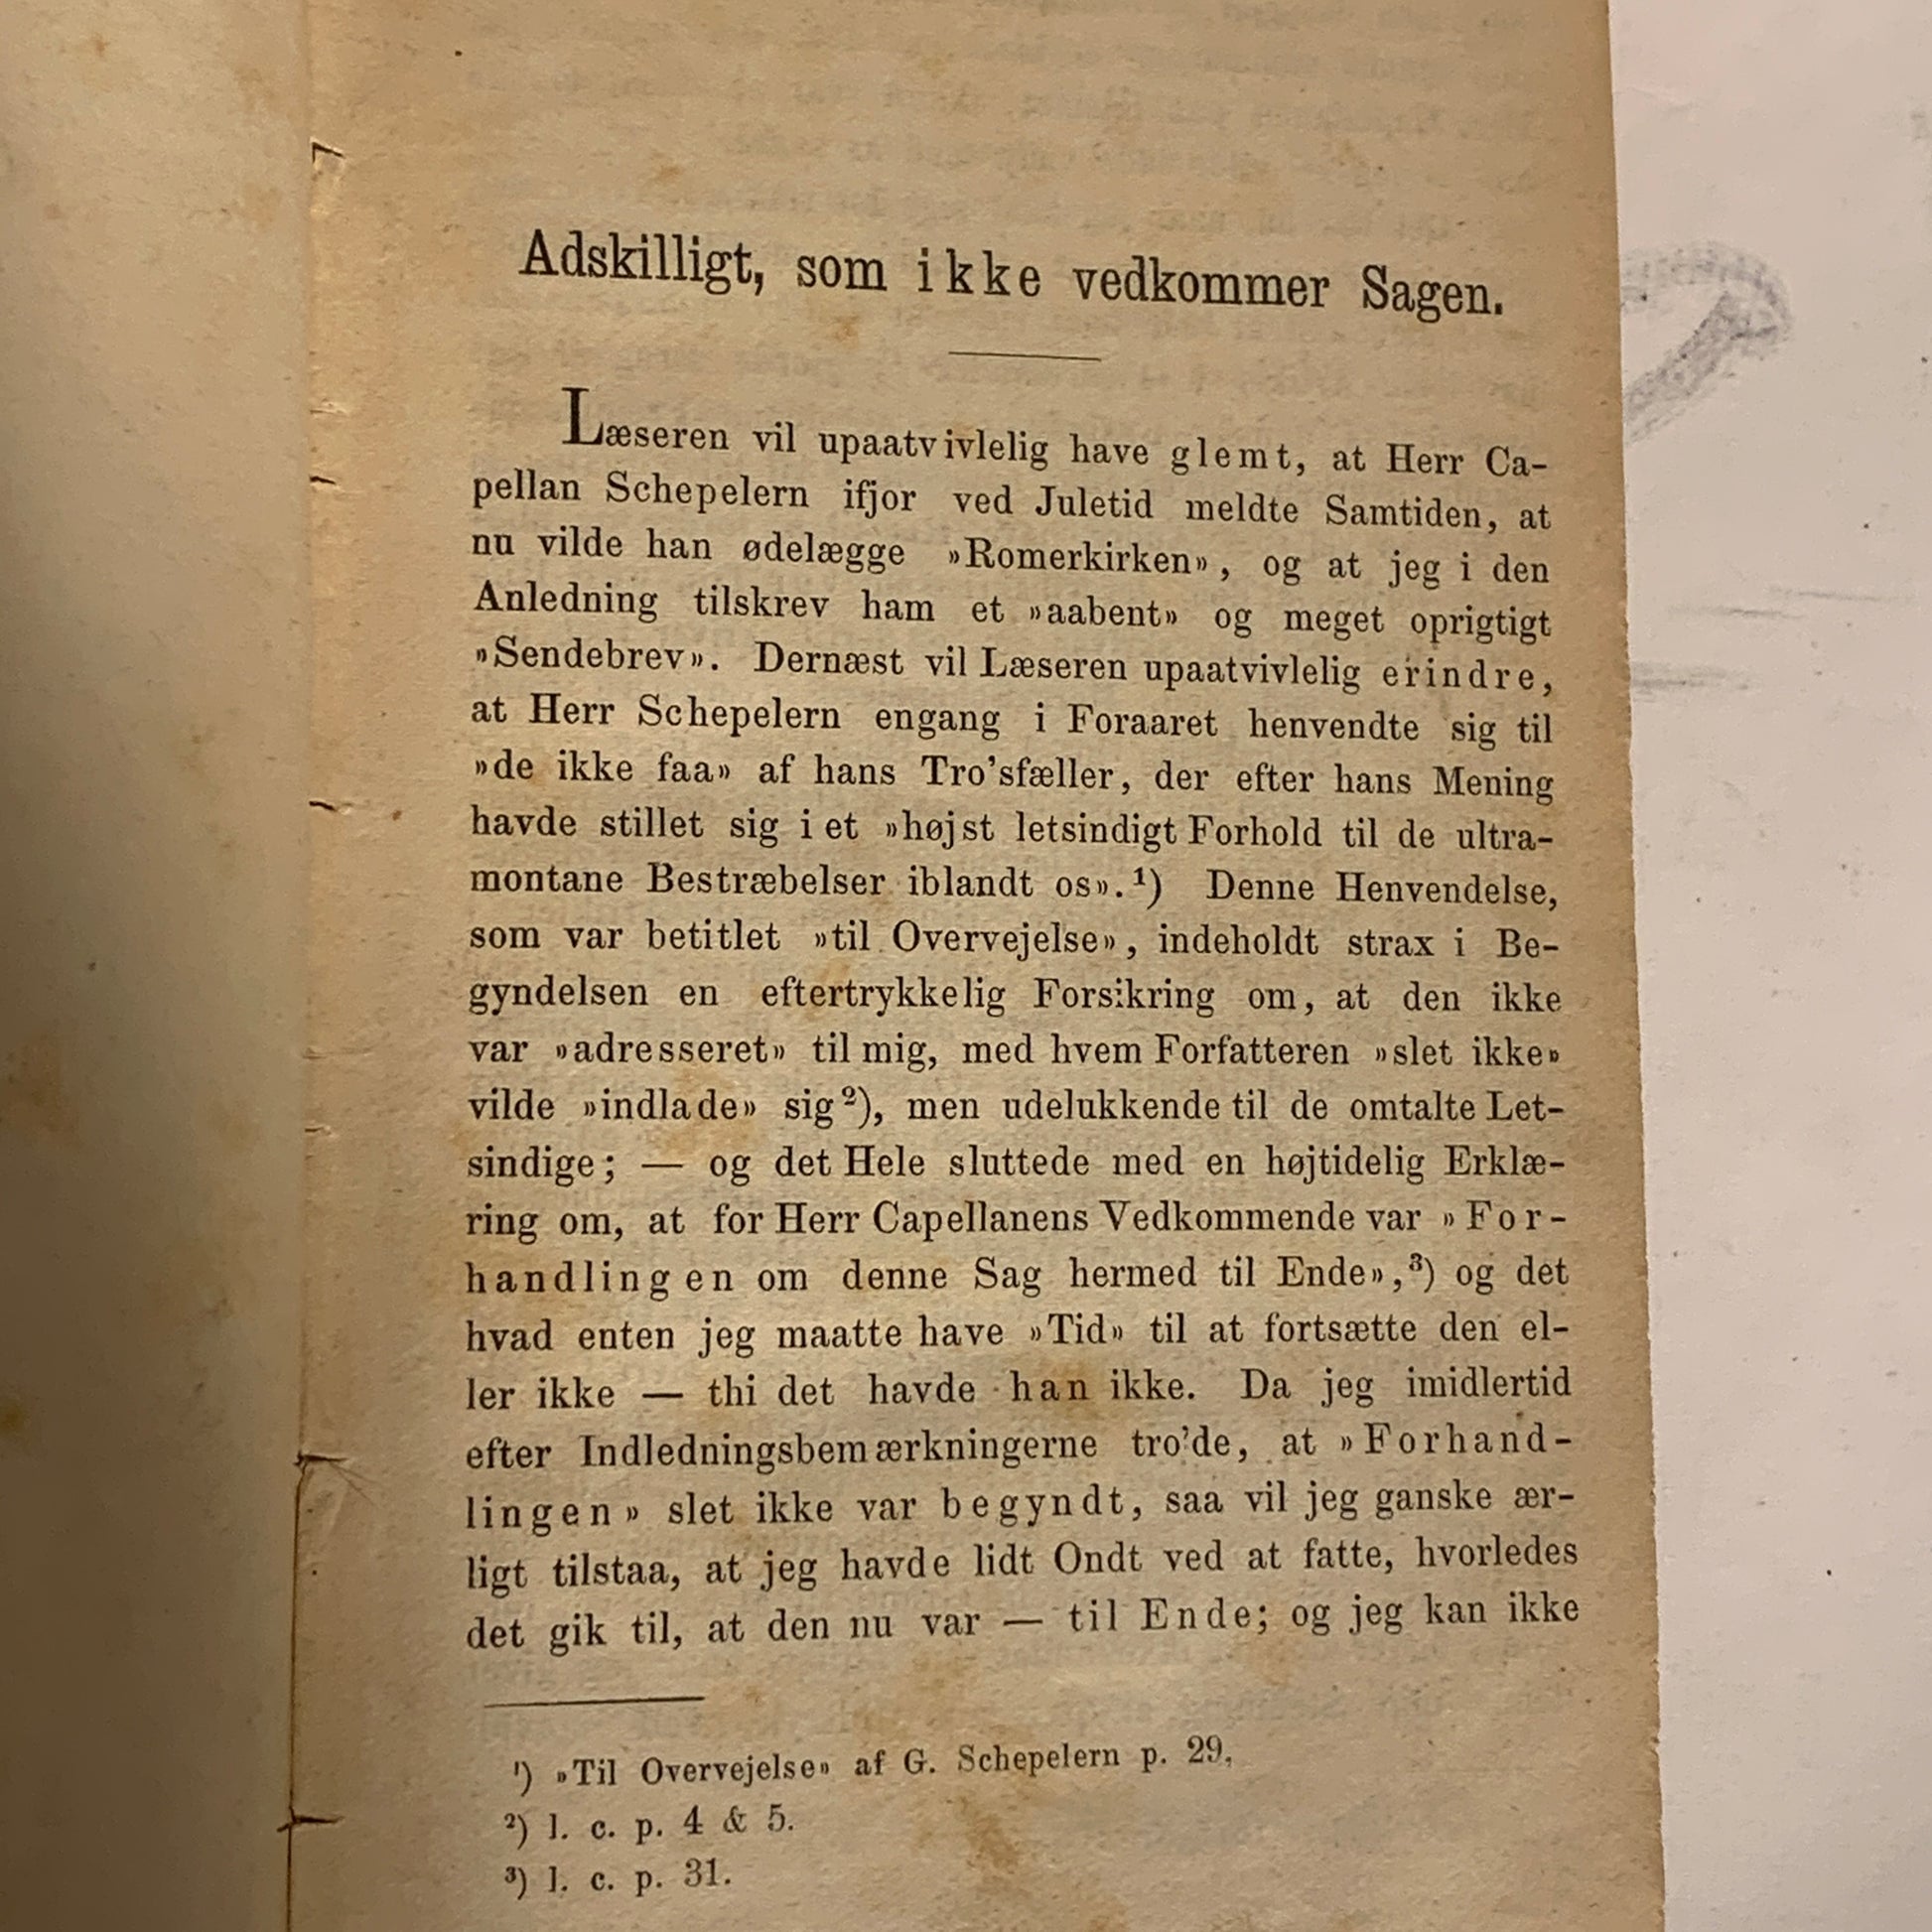 Adskilligt, som ikke vedkommer Sagen.
Læseren vil upaatvivlelig have glemt, at Herr Ca-
pellan Schepelern ifjor ved Juletid meldte Samtiden, at
nu vilde han ødelægge »Romerkirken», og at jeg i den
Anledning tilskrev ham et »aabent» og meget oprigtigt
»Sendebrev». Dernæst vil Læseren upaatvivlelig erindre,
at Herr Schepelern engang i Foraaret henvendte sig til
»de ikke faa» af hans Tro'sfæller, der efter hans Mening
havde stillet sig i et »højst letsindigt Forhold til de ultra-
montane Bestræbelser iblandt os».¹) Denne Henvendelse,
som var betitlet »til Overvejelse», indeholdt strax i Be-
gyndelsen en eftertrykkelig Forsikring om, at den ikke
var »adresseret» til mig, med hvem Forfatteren »slet ikke»
vilde »indlade» sig²), men udelukkende til de omtalte Let-
sindige; — og det Hele sluttede med en højtidelig Erklæ-
ring om, at for Herr Capellanens Vedkommende var »For-
handlingen om denne Sag hermed til Ende»,³) og det
hvad enten jeg maatte have »Tid» til at fortsætte den el-
ler ikke — thi det havde han ikke. Da jeg imidlertid
efter Indledningsbemærkningerne tro'de, at »Forhand-
lingen» slet ikke var begyndt, saa vil jeg ganske ær-
ligt tilstaa, at jeg havde lidt Ondt ved at fatte, hvorledes
det gik til, at den nu var — til Ende; og jeg kan ikke
¹) »Til Overvejelse» af G. Schepelern p. 29.
²) l. c. p. 4 & 5.
³) l. c. p. 31.